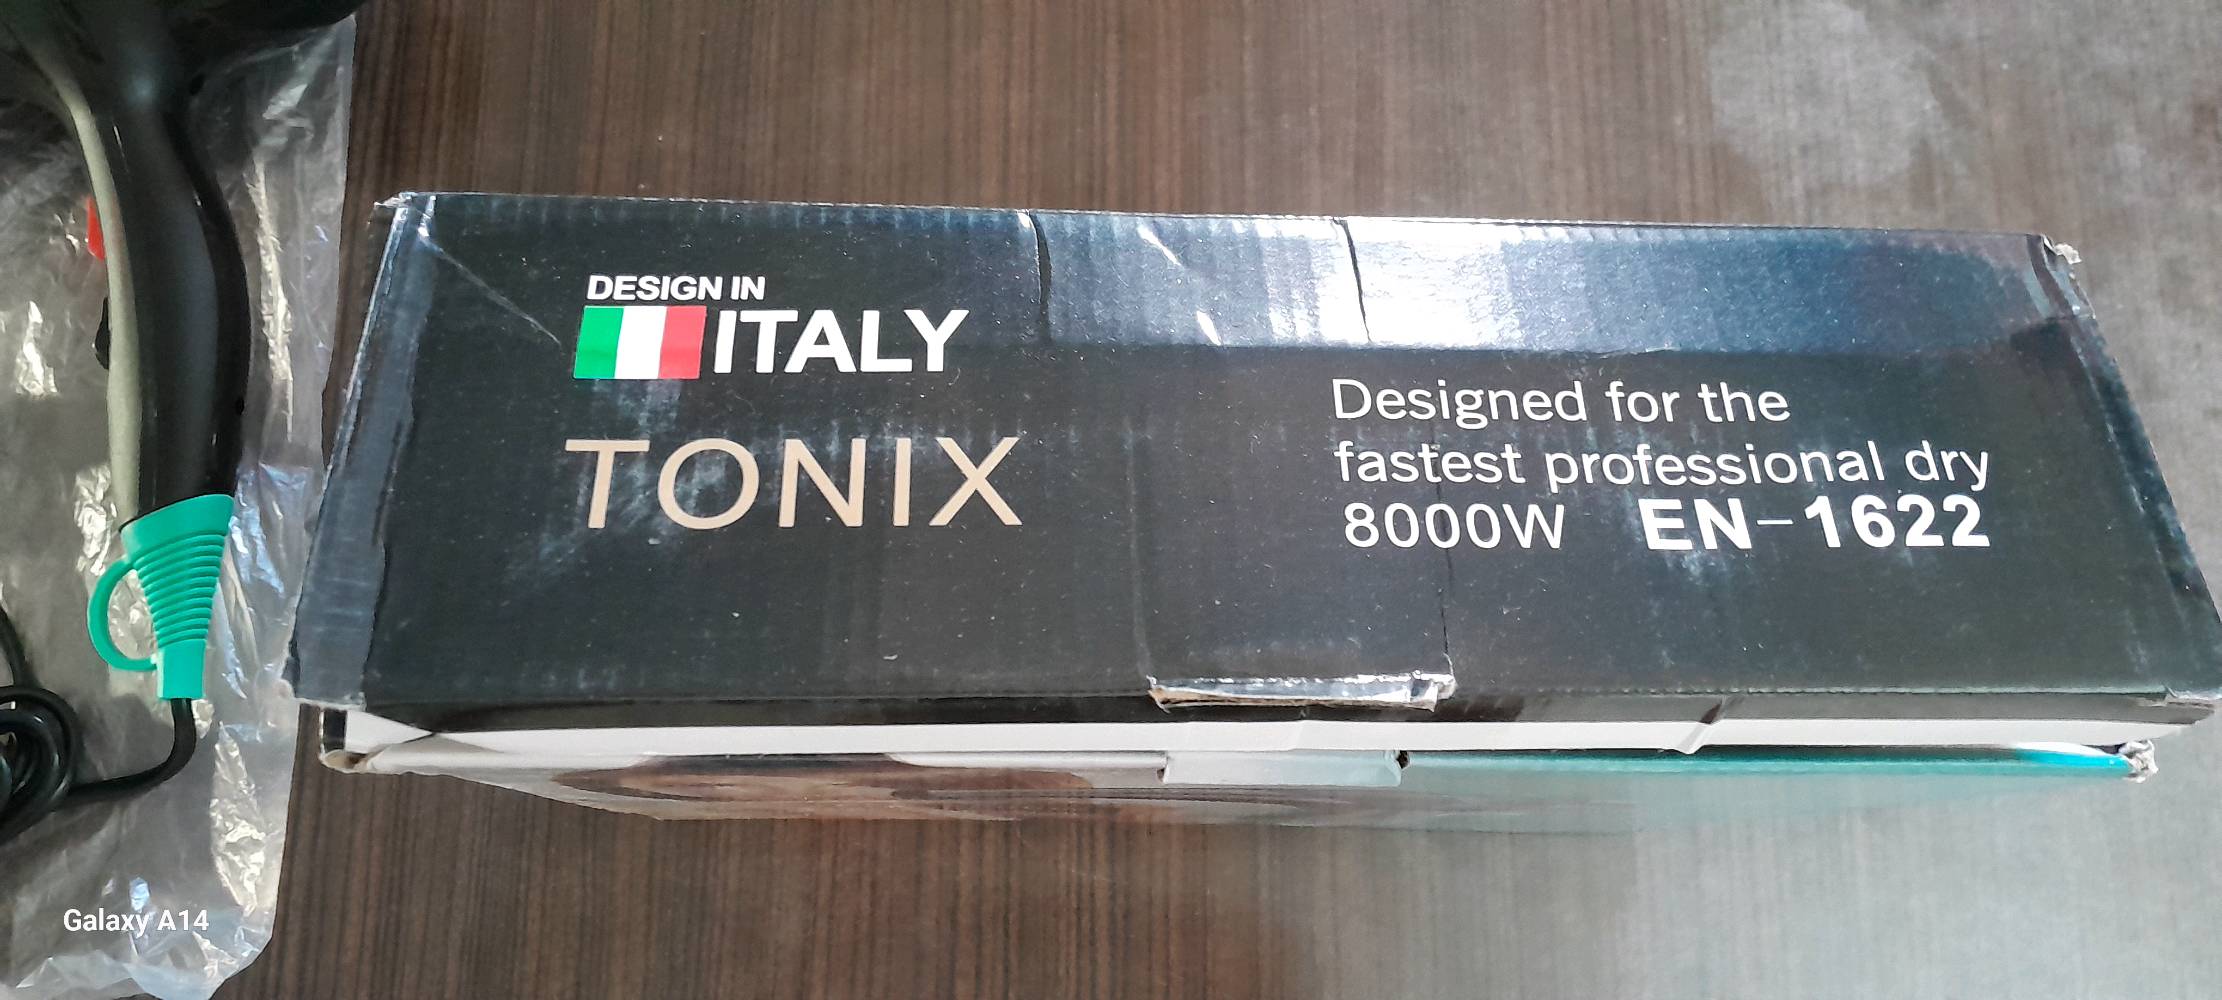 DESIGN IN
ITALY
TONIX
Designed for the
fastest professional dry
8000W EN-1622
Galaxy A14